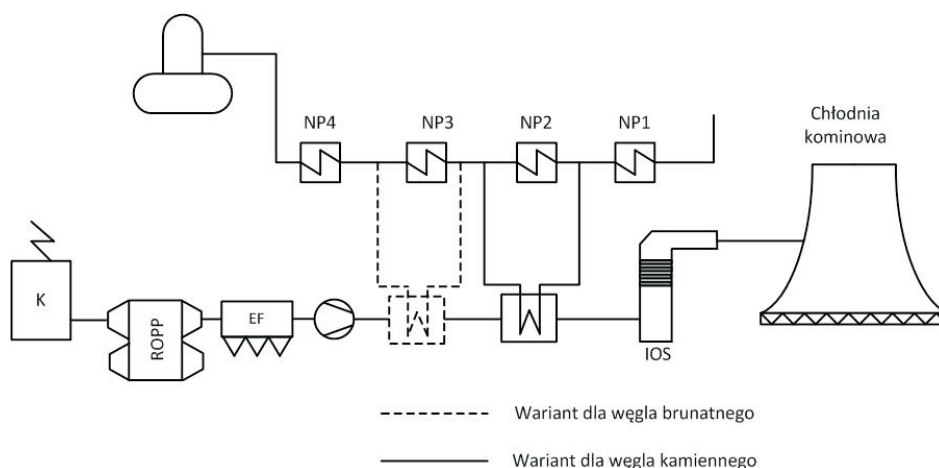 NP4
NP3
NP2
NP1
Chłodnia
kominowa
K
ROPP
EF
IOS
Wariant dla węgla brunatnego
Wariant dla węgla kamiennego